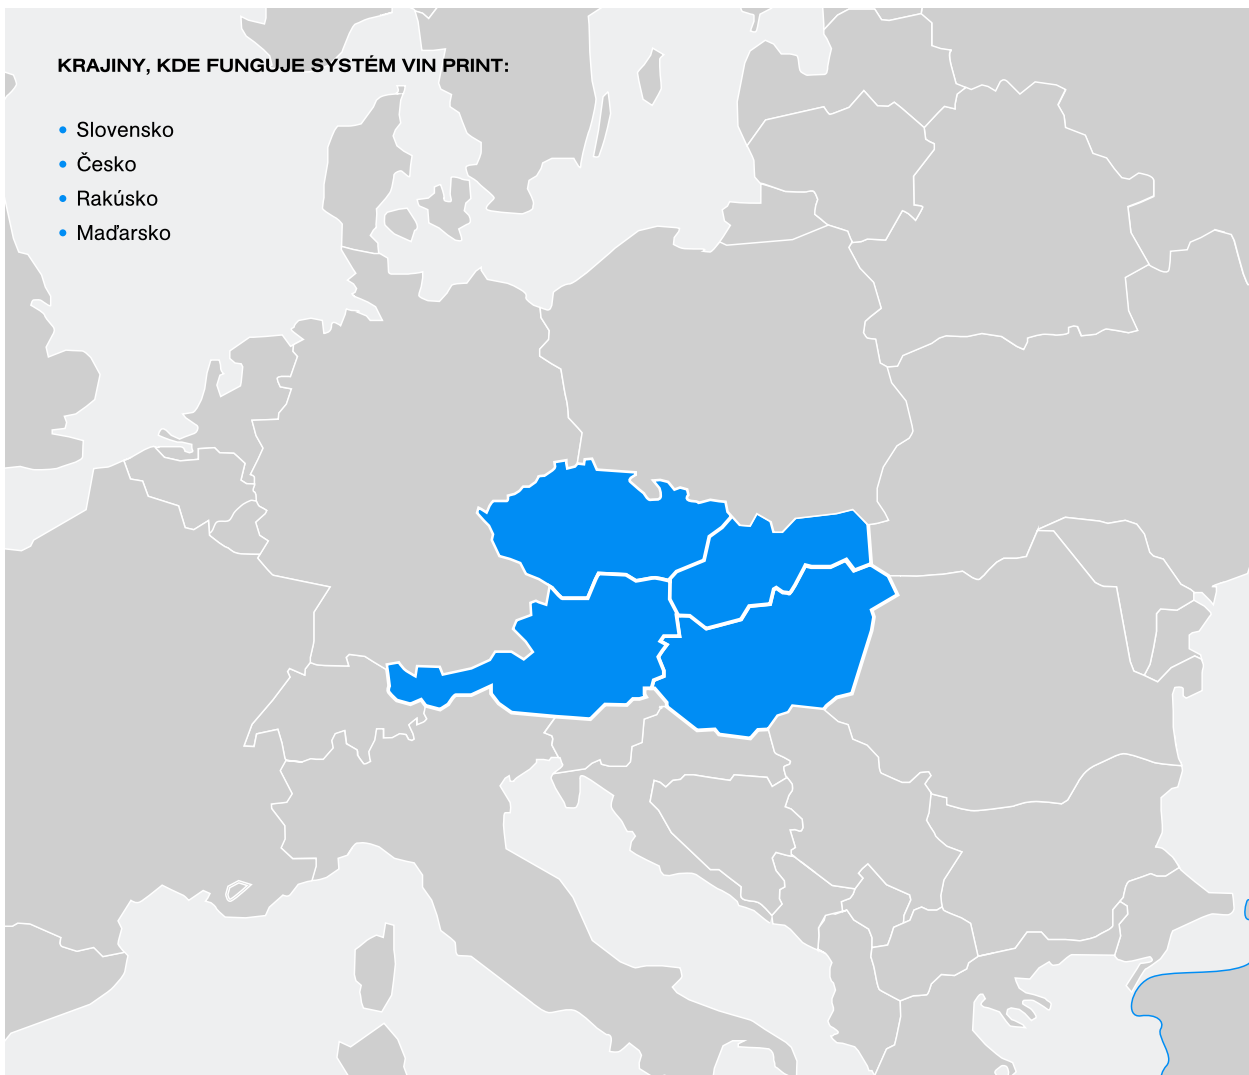 KRAJINY, KDE FUNGUJE SYSTÉM VIN PRINT:
• Slovensko
• Česko
• Rakúsko
• Maďarsko